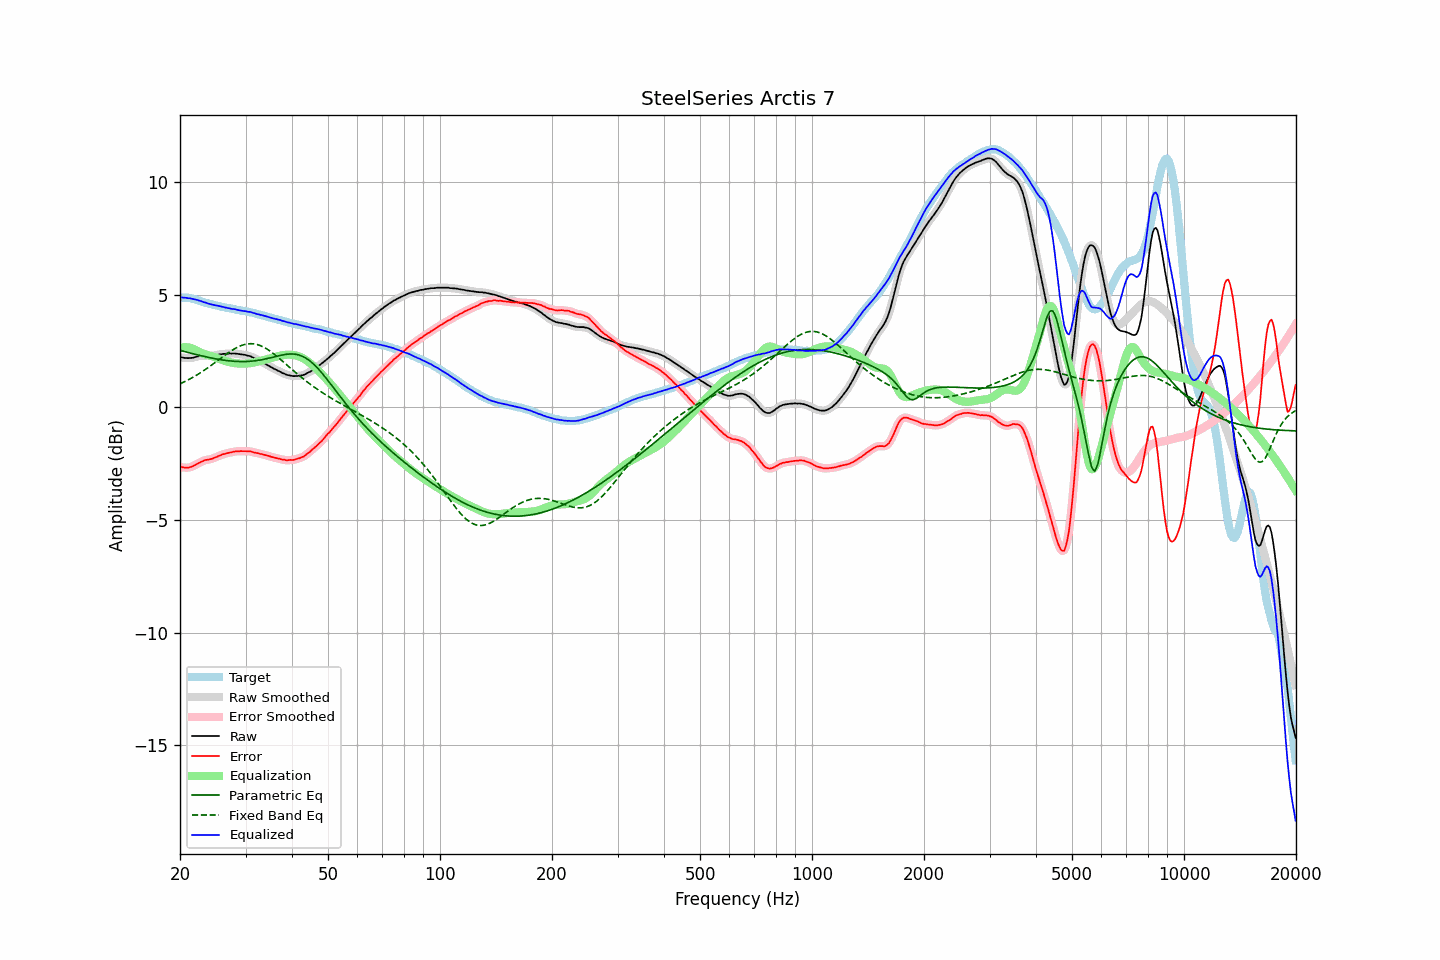 SteelSeries Arctis 7
Amplitude (dBr)
10
5
0
−5
−10
−15
Target
Raw Smoothed
Error Smoothed
Raw
Error
Equalization
Parametric Eq
Fixed Band Eq
Equalized
20 50 100 200 500 1000 2000 5000 10000 20000
Frequency (Hz)